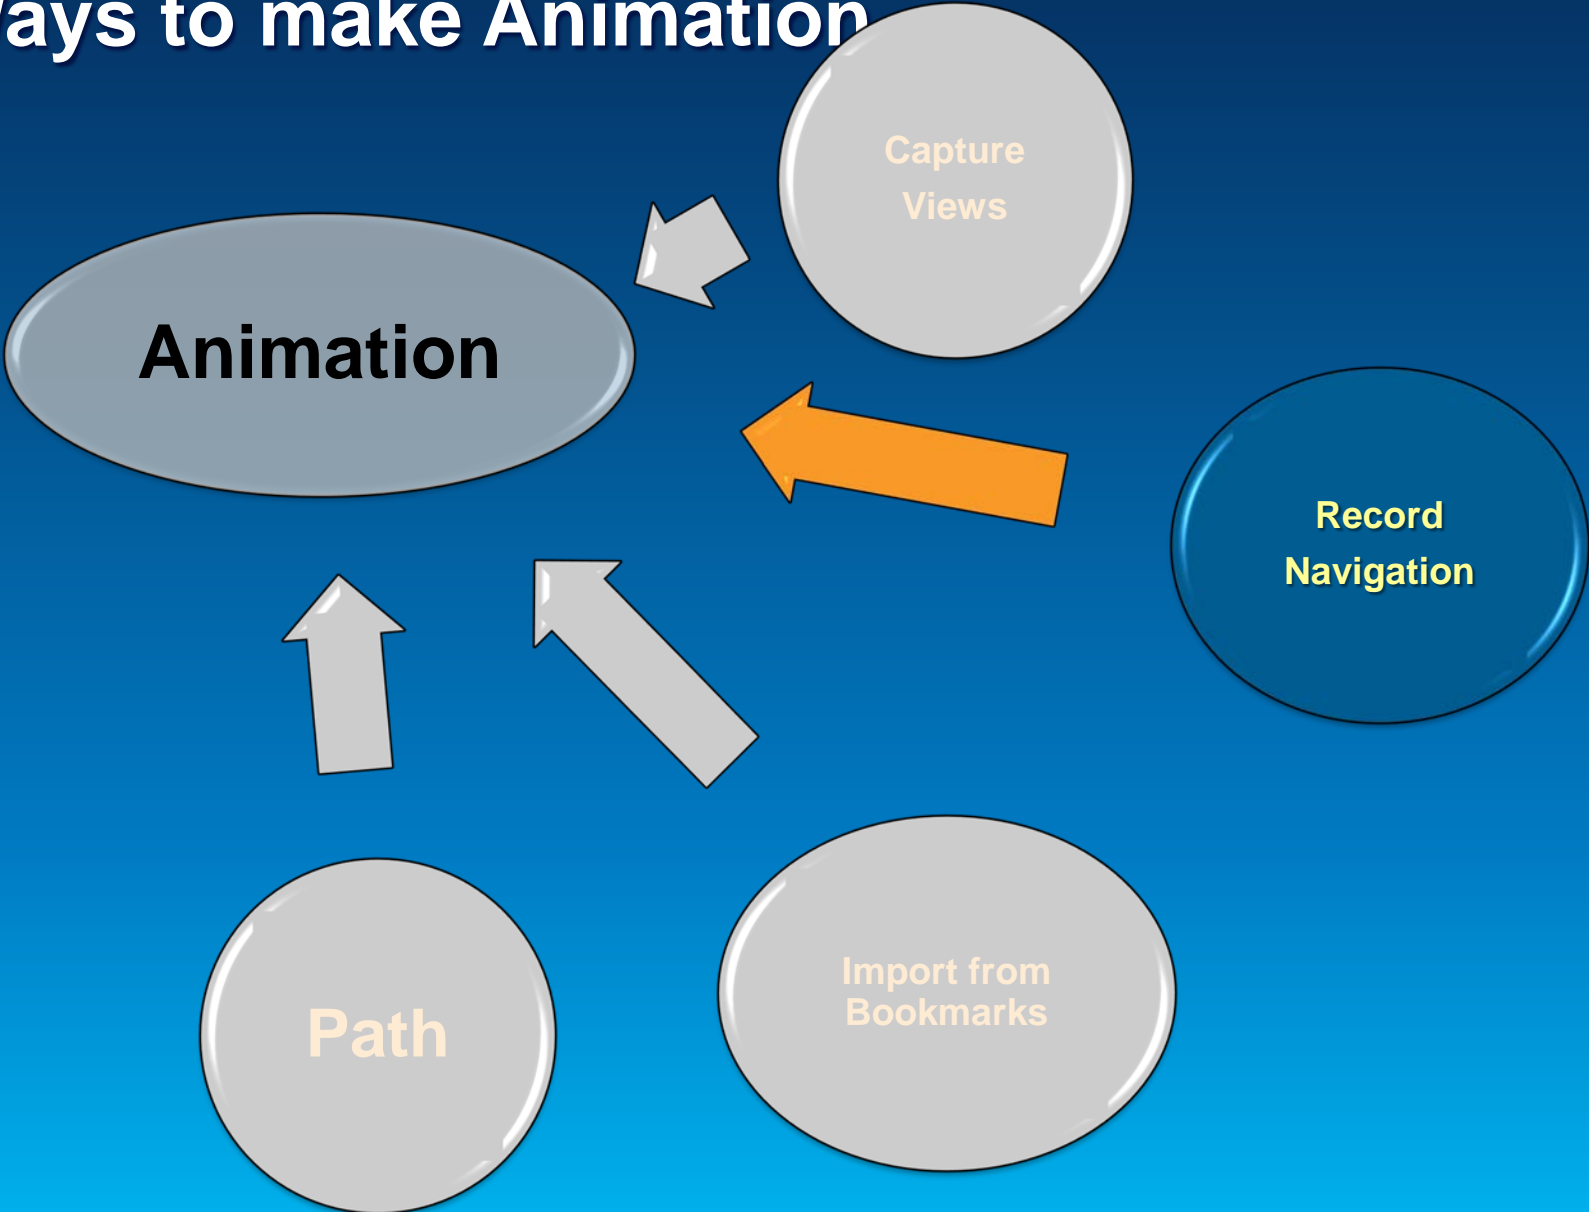 ays to make Animation
Capture
Views
Animation
Record
Navigation
Import from
Bookmarks
Path